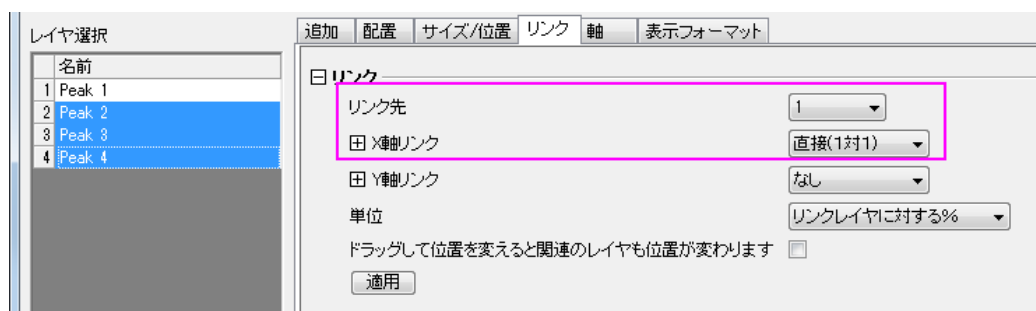 レイヤ選択
名前
1 Peak 1
2 Peak 2
3 Peak 3
4 Peak 4
追加 配置 サイズ/位置 リンク 軸 表示フォーマット
リンク
リンク先 1
X軸リンク 直接(1対1)
Y軸リンク なし
単位 リンクレイヤに対する%
ドラッグして位置を変えると関連のレイヤも位置が変わります
適用